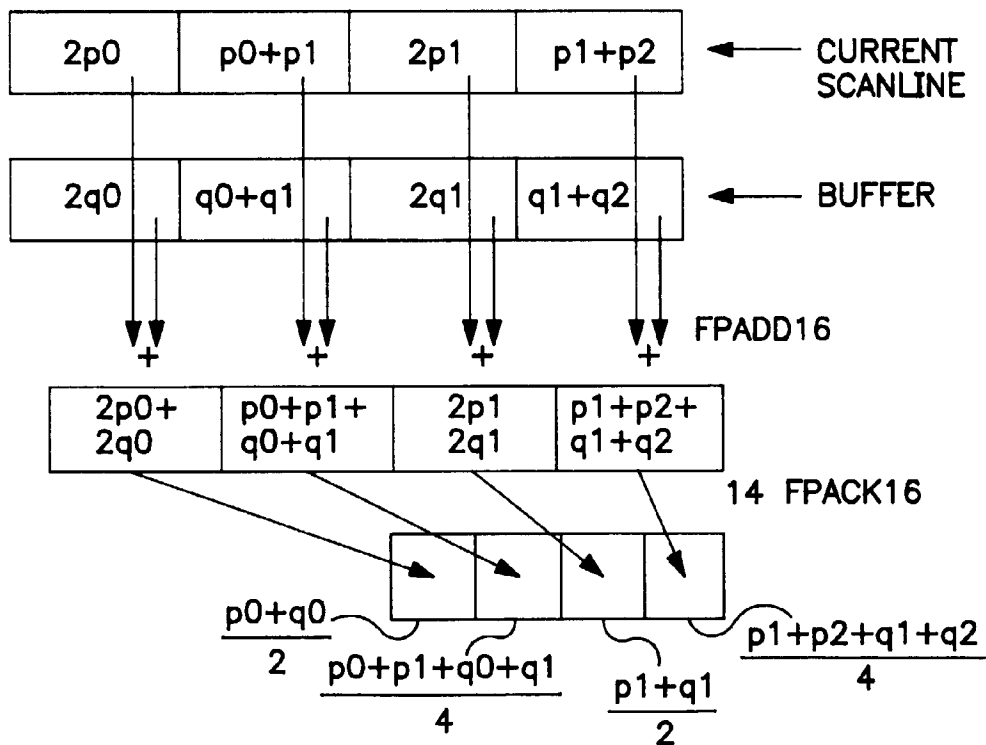 2p0 p0+p1 2p1 p1+p2 CURRENT
SCANLINE
2q0 q0+q1 2q1 q1+q2 BUFFER
FPADD16
+ + + +
2p0+ p0+p1+ 2p1 p1+p2+
2q0 q0+q1 2q1 q1+q2
14 FPACK16
p0+q0
2
p0+p1+q0+q1
4
p1+q1
2
p1+p2+q1+q2
4